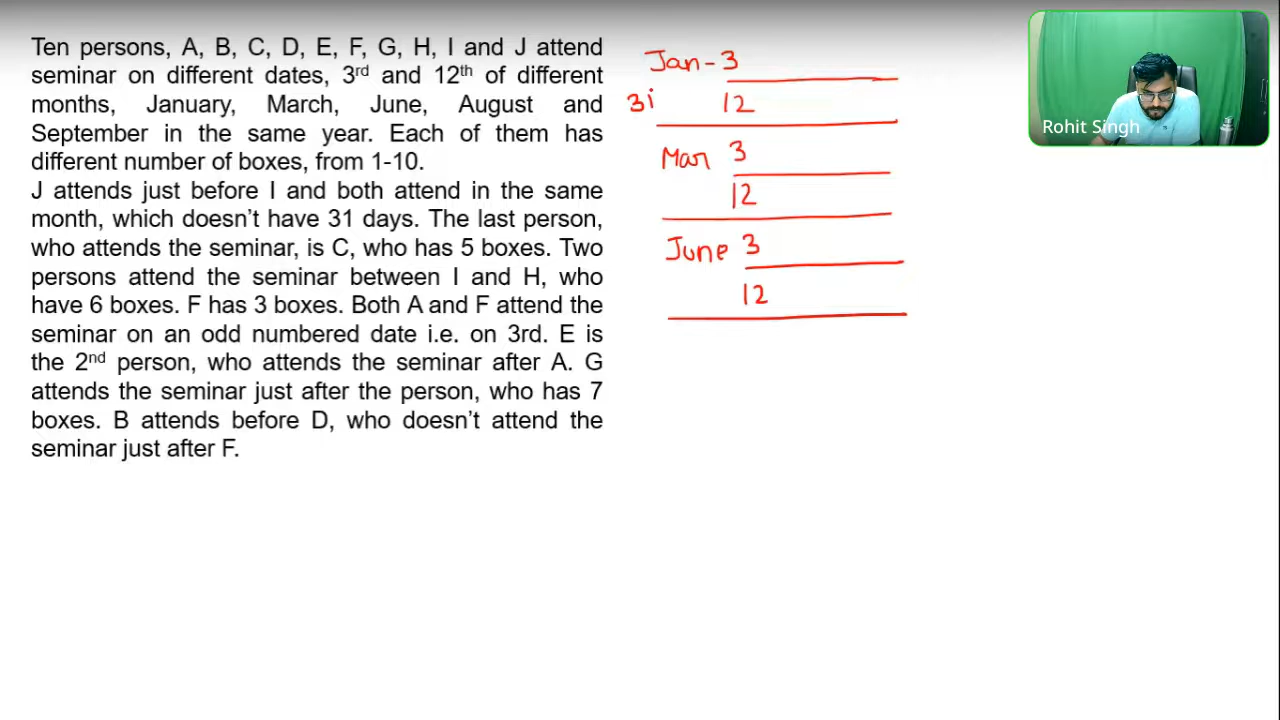 Ten persons, A, B, C, D, E, F, G, H, I and J attend
seminar on different dates, 3rd and 12th of different
months, January, March, June, August and
September in the same year. Each of them has
different number of boxes, from 1-10.
J attends just before I and both attend in the same
month, which doesn't have 31 days. The last person,
who attends the seminar, is C, who has 5 boxes. Two
persons attend the seminar between I and H, who
have 6 boxes. F has 3 boxes. Both A and F attend the
seminar on an odd numbered date i.e. on 3rd. E is
the 2nd person, who attends the seminar after A. G
attends the seminar just after the person, who has 7
boxes. B attends before D, who doesn't attend the
seminar just after F.
Jan - 3
31 12
Mar 3
12
June 3
12
Rohit Singh